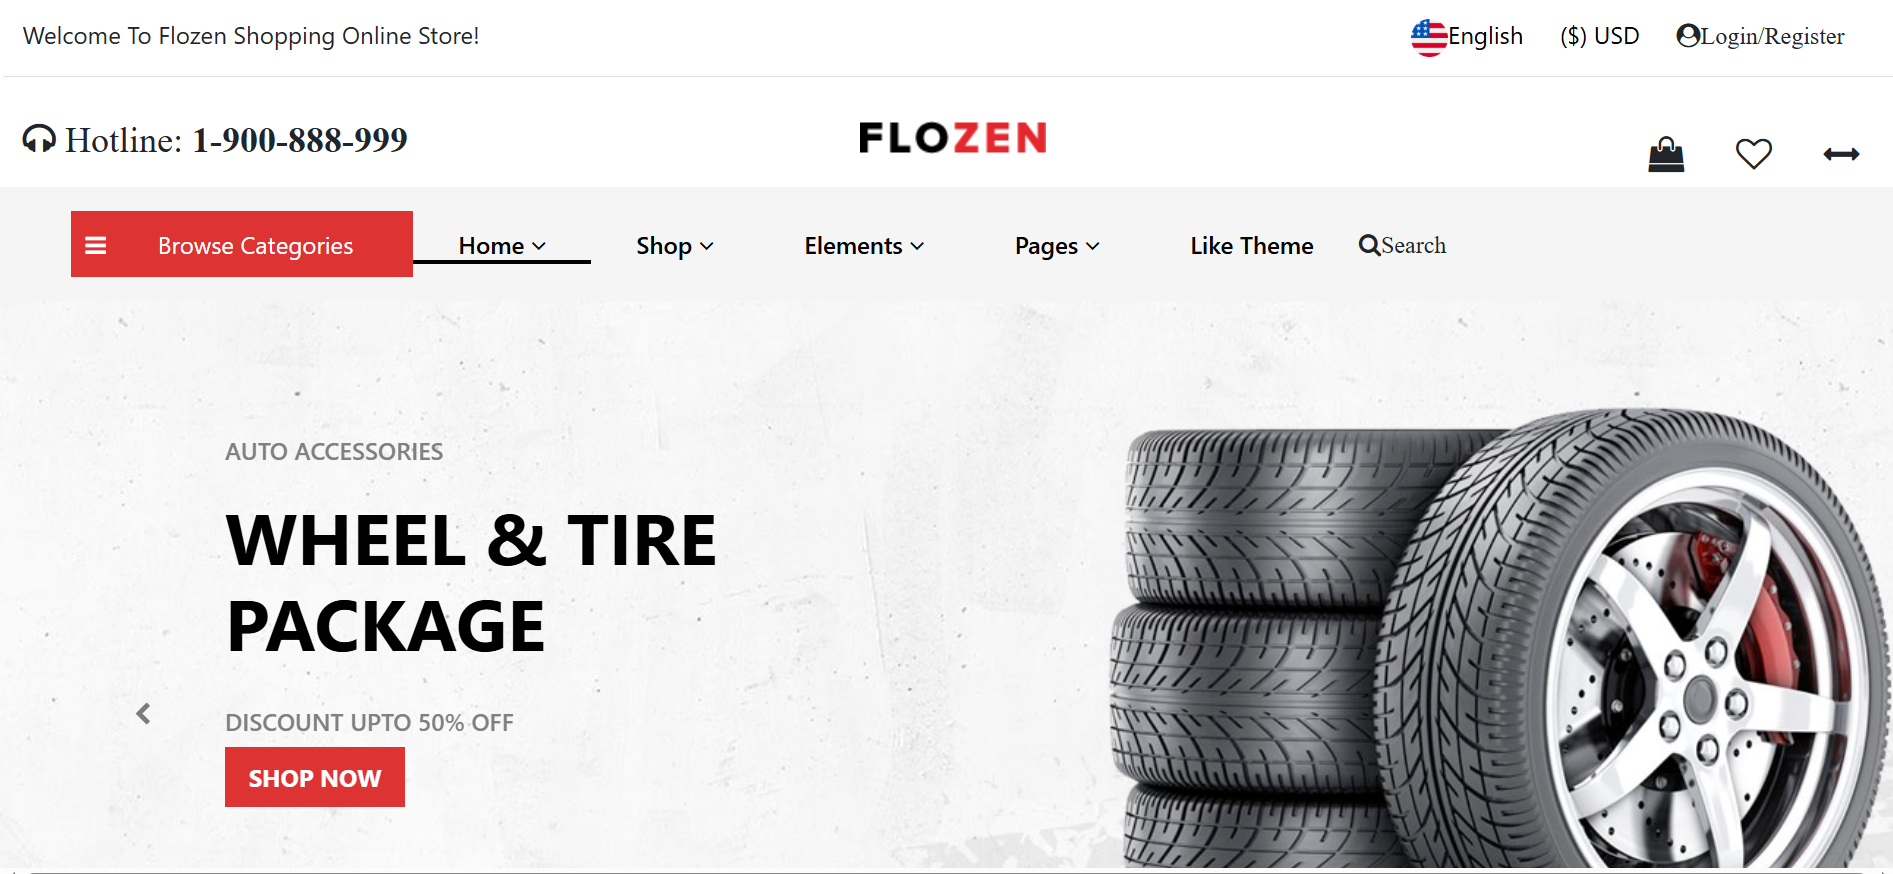 Welcome To Flozen Shopping Online Store!
English ($) USD Login/Register
Hotline: 1-900-888-999
FLOZEN
Browse Categories Home Shop Elements Pages Like Theme Search
AUTO ACCESSORIES
WHEEL & TIRE
PACKAGE
DISCOUNT UPTO 50% OFF
SHOP NOW